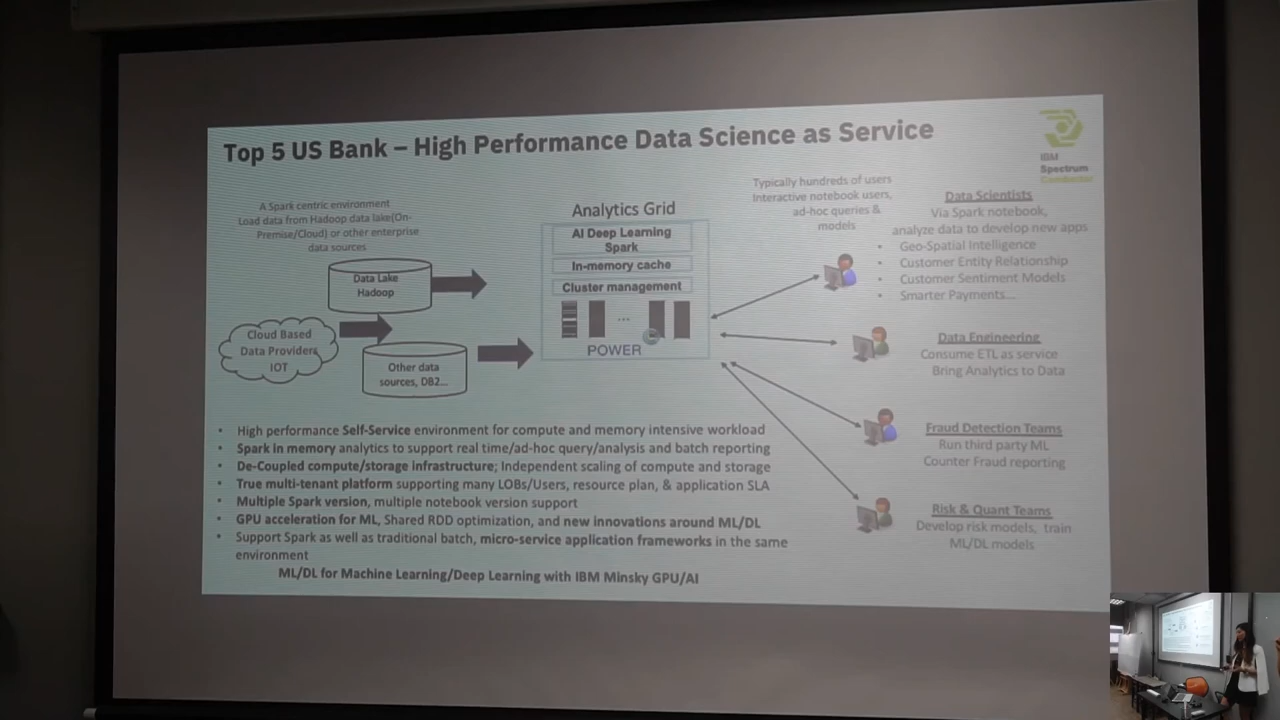 Top 5 US Bank – High Performance Data Science as Service
IBM
Spectrum
Conductor
A Spark centric environment
Load data from Hadoop data lake(On-
Premise/Cloud) or other enterprise
data sources
Data Lake
Hadoop
Cloud Based
Data Providers
IOT
Other data
sources, DB2...
Analytics Grid
AI Deep Learning
Spark
In-memory cache
Cluster management
...
POWER
Typically hundreds of users
Interactive notebook users,
ad-hoc queries &
models
Data Scientists
Via Spark notebook,
analyze data to develop new apps
• Geo-Spatial Intelligence
• Customer Entity Relationship
• Customer Sentiment Models
• Smarter Payments...
Data Engineering
Consume ETL as service
Bring Analytics to Data
Fraud Detection Teams
Run third party ML
Counter Fraud reporting
Risk & Quant Teams
Develop risk models, train
ML/DL models
• High performance Self-Service environment for compute and memory intensive workload
• Spark in memory analytics to support real time/ad-hoc query/analysis and batch reporting
• De-Coupled compute/storage infrastructure; Independent scaling of compute and storage
• True multi-tenant platform supporting many LOBs/Users, resource plan, & application SLA
• Multiple Spark version, multiple notebook version support
• GPU acceleration for ML, Shared RDD optimization, and new innovations around ML/DL
• Support Spark as well as traditional batch, micro-service application frameworks in the same
environment
ML/DL for Machine Learning/Deep Learning with IBM Minsky GPU/AI